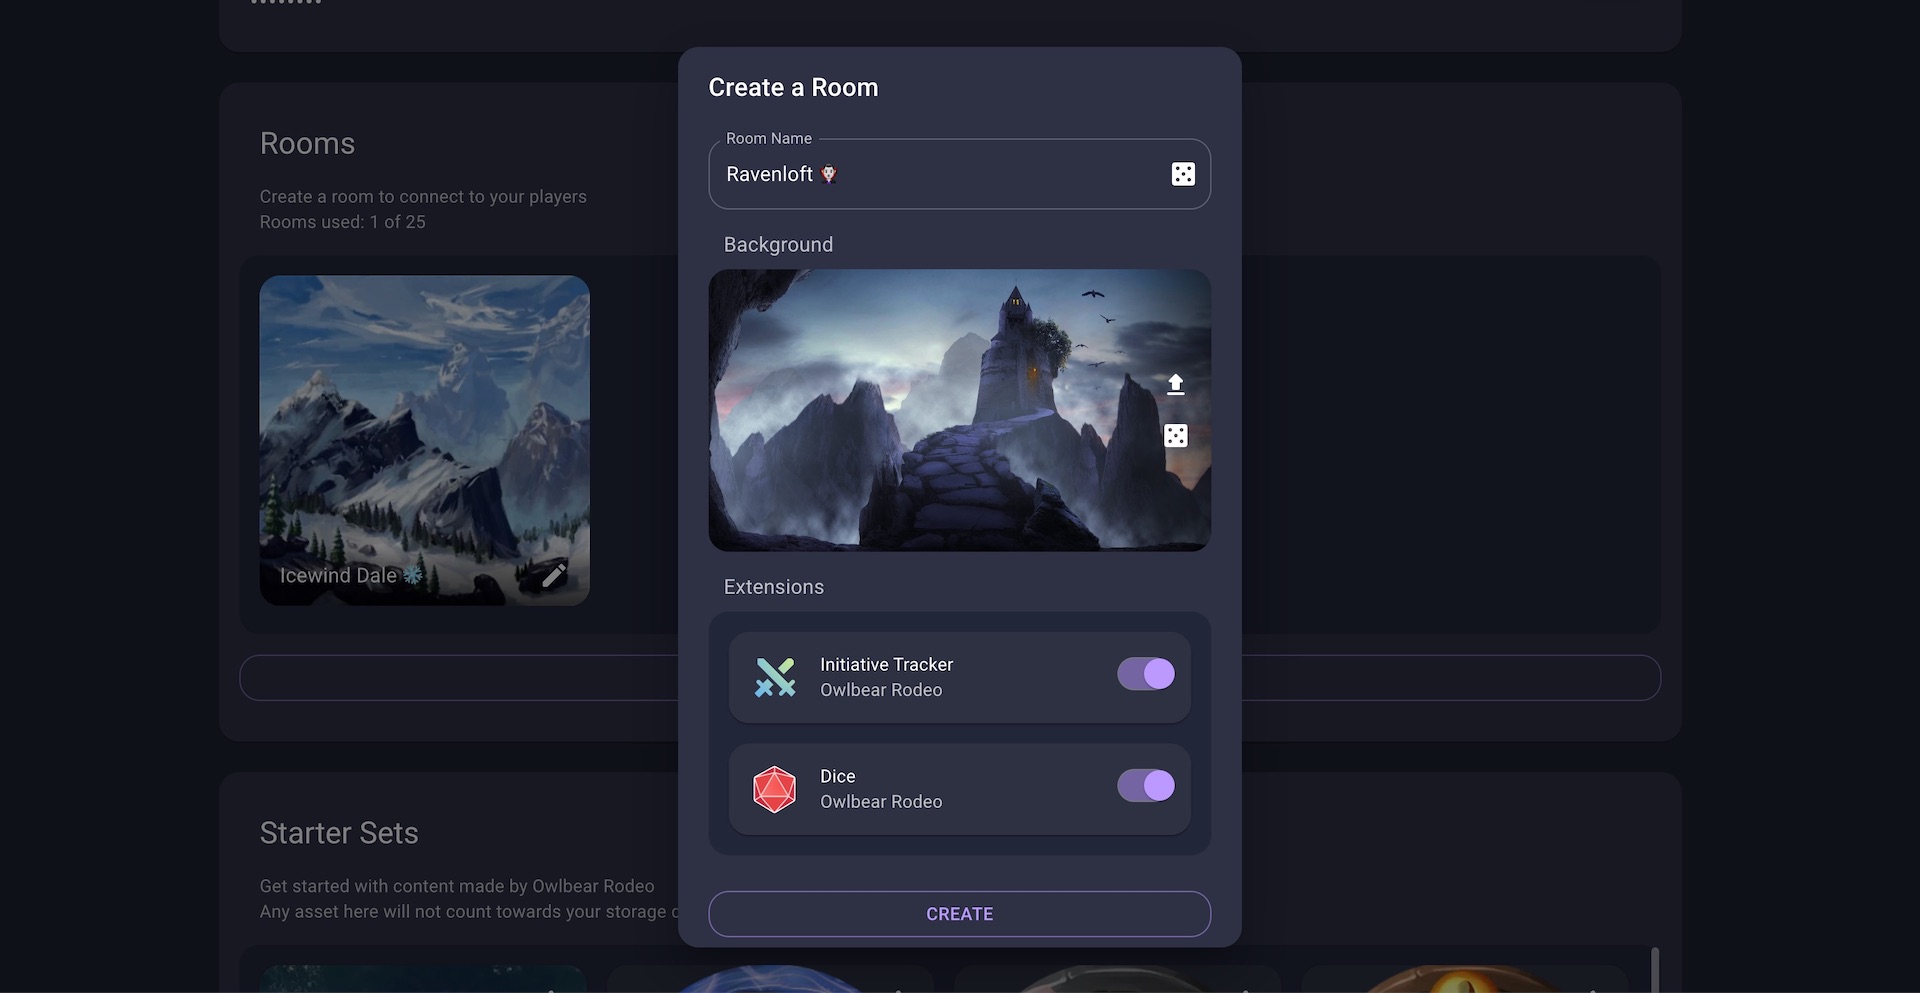 Rooms
Create a room to connect to your players
Rooms used: 1 of 25
Icewind Dale ❄️
Starter Sets
Get started with content made by Owlbear Rodeo
Any asset here will not count towards your storage
Create a Room
Room Name
Ravenloft 🧛🏻
Background
Extensions
Initiative Tracker
Owlbear Rodeo
Dice
Owlbear Rodeo
CREATE